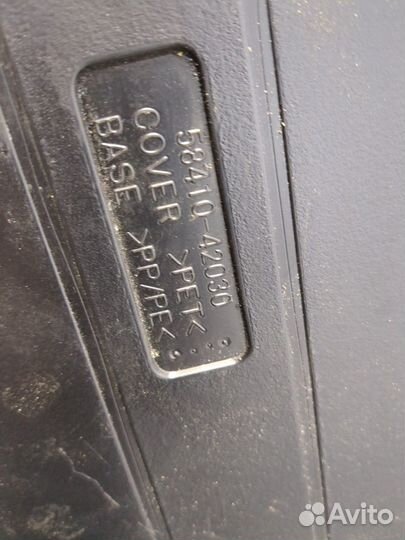 58410-42030
COVER >PET<
BASE >PP/PE<
Avito